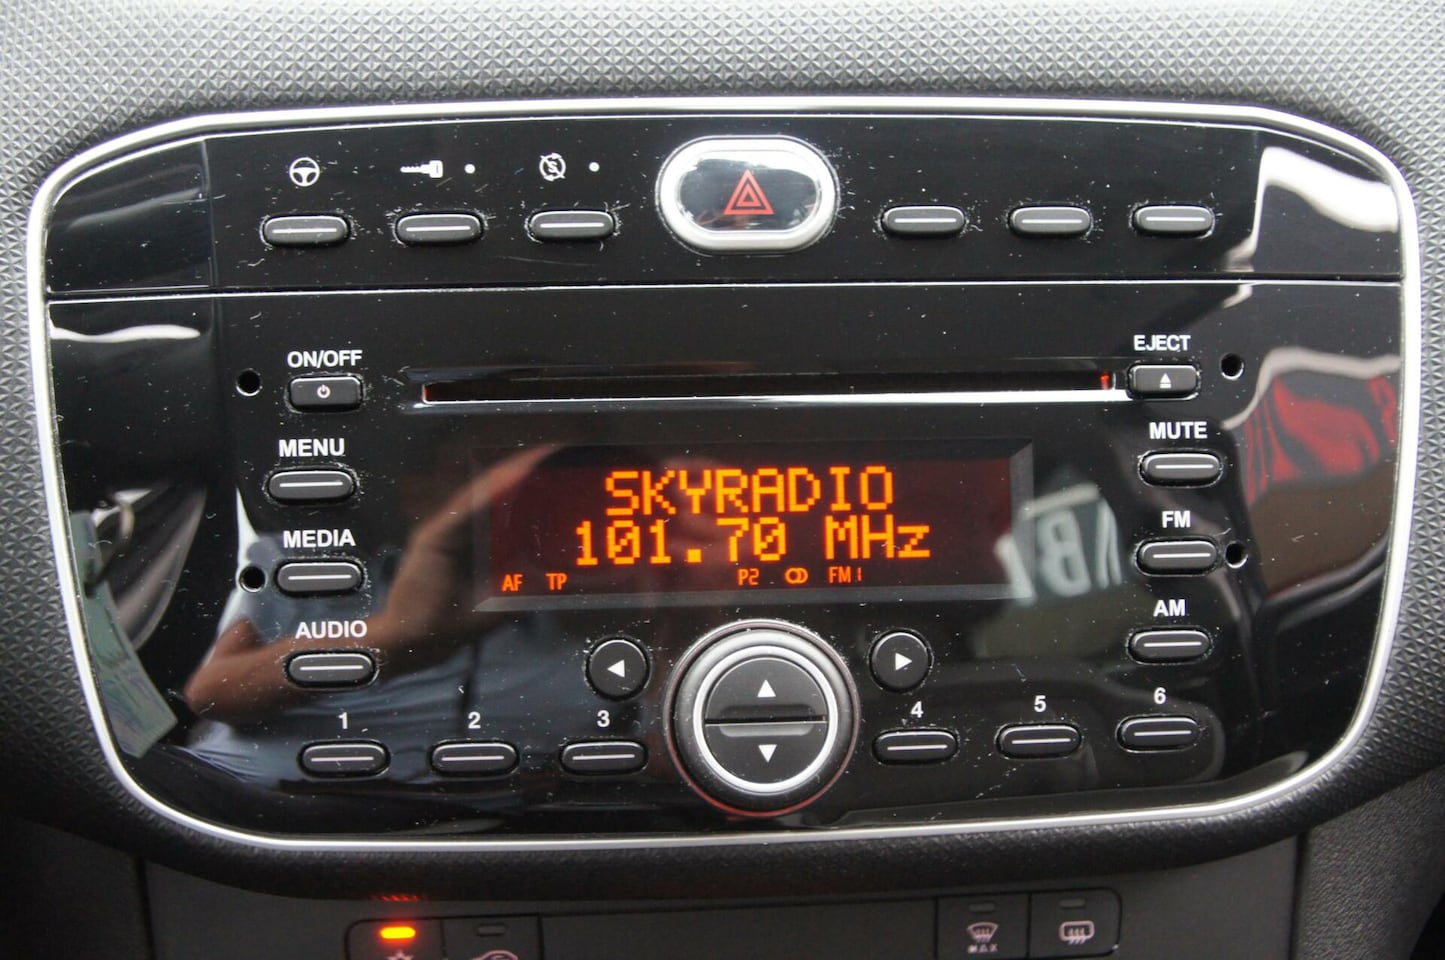 ON/OFF
EJECT
MENU
MUTE
SKYRADIO
101.70 MHz
MEDIA
FM
AF TP P2 FM1
AUDIO
AM
1 2 3 4 5 6
MAX